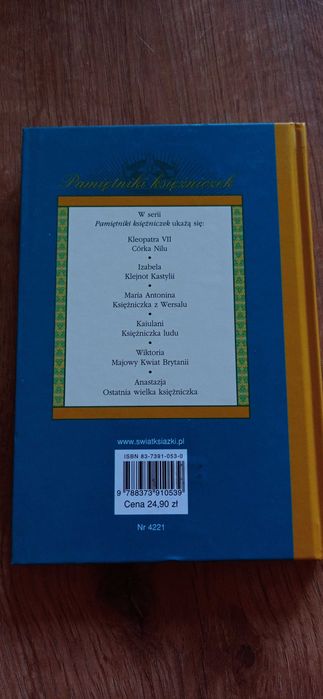 Pamiętniki księżniczek
W serii
Pamiętniki księżniczek ukażą się:
Kleopatra VII
Córka Nilu
•
Izabela
Klejnot Kastylii
•
Maria Antonina
Księżniczka z Wersalu
•
Kaiulani
Księżniczka ludu
•
Wiktoria
Majowy Kwiat Brytanii
•
Anastazja
Ostatnia wielka księżniczka
www.swiatksiazki.pl
ISBN 83-7391-053-0
9 788373 910539
Cena 24,90 zł
Nr 4221